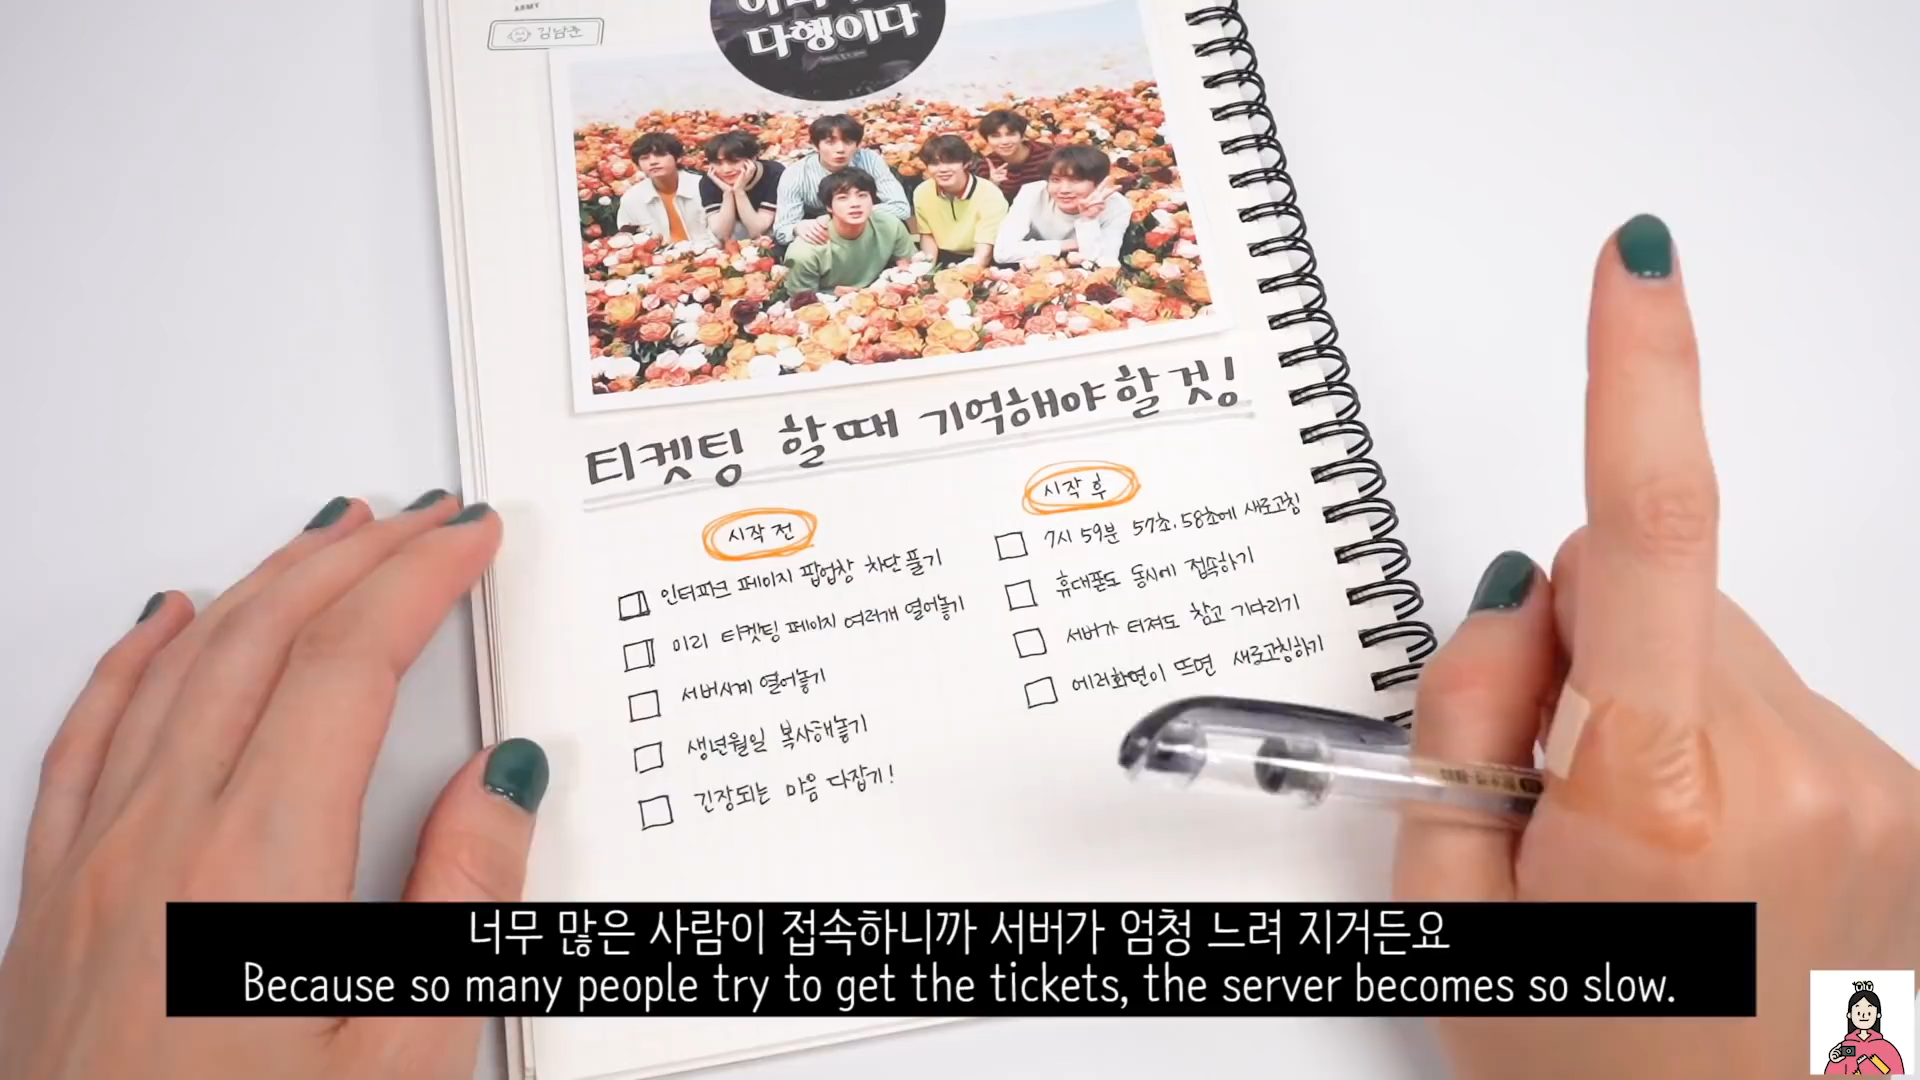 ARMY
김남준
다행이다
티켓팅 할때 기억해야할 것!
시작 전
인터파크 페이지 팝업창 차단풀기
미리 티켓팅 페이지 여러개 열어놓기
서버시계 열어놓기
생년월일 복사해놓기
긴장되는 마음 다잡기!
시작 후
7시 59분 57초.58초에 새로고침
휴대폰도 동시에 접속하기
서버가 터져도 참고 기다리기
에러화면이 뜨면 새로고침하기
너무 많은 사람이 접속하니까 서버가 엄청 느려 지거든요
Because so many people try to get the tickets, the server becomes so slow.